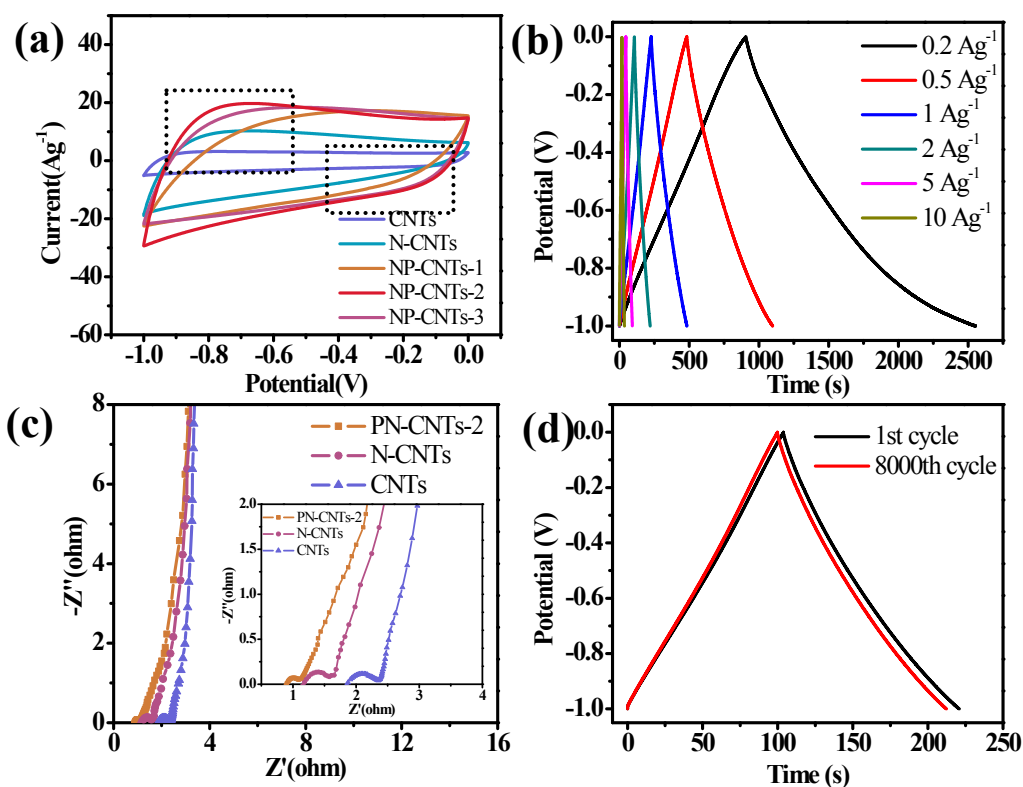 (a)
40
20
0
-20
-40
-60
Current(Ag-1)
-1.0 -0.8 -0.6 -0.4 -0.2 0.0
Potential(V)
CNTs
N-CNTs
NP-CNTs-1
NP-CNTs-2
NP-CNTs-3
(b)
0.0
-0.2
-0.4
-0.6
-0.8
-1.0
Potential (V)
0 500 1000 1500 2000 2500
Time (s)
0.2 Ag-1
0.5 Ag-1
1 Ag-1
2 Ag-1
5 Ag-1
10 Ag-1
(c)
8
6
4
2
0
-Z''(ohm)
0 4 8 12 16
Z'(ohm)
PN-CNTs-2
N-CNTs
CNTs
2.0
1.5
1.0
0.5
0.0
-Z''(ohm)
1 2 3 4
Z'(ohm)
PN-CNTs-2
N-CNTs
CNTs
(d)
0.0
-0.2
-0.4
-0.6
-0.8
-1.0
Potential (V)
0 50 100 150 200 250
Time (s)
1st cycle
8000th cycle